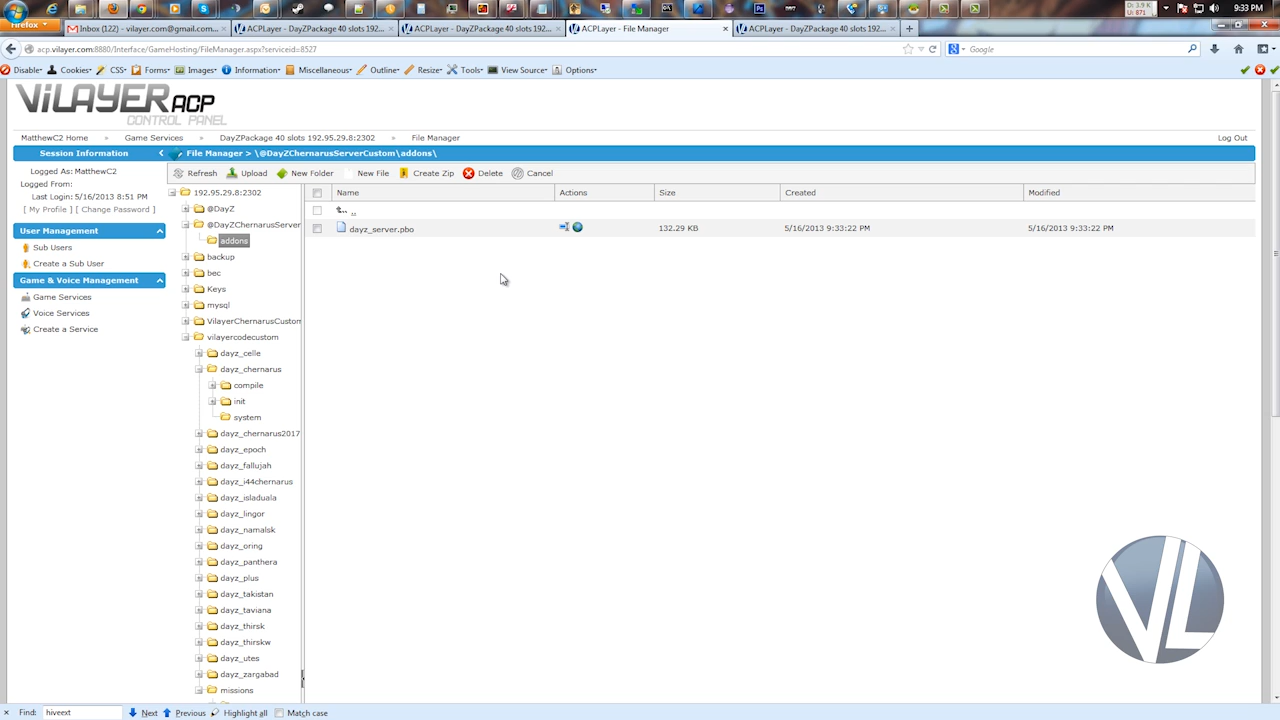 9:33 PM
Firefox
Inbox (122) - vilayer.com@gmail.com...
ACPLayer - DayZPackage 40 slots 192...
ACPLayer - DayZPackage 40 slots 192...
ACPLayer - File Manager
ACPLayer - DayZPackage 40 slots 192...
acp.vilayer.com:8880/Interface/GameHosting/FileManager.aspx?serviceid=8527
Google
Disable Cookies CSS Forms Images Information Miscellaneous Outline Resize Tools View Source Options
ViLAYER ACP
CONTROL PANEL
MatthewC2 Home » Game Services » DayZPackage 40 slots 192.95.29.8:2302 » File Manager
Log Out
Session Information
File Manager > \@DayZChernarusServerCustom\addons\
Logged As: MatthewC2
Logged From:
Last Login: 5/16/2013 8:51 PM
[ My Profile ] [ Change Password ]
User Management
Sub Users
Create a Sub User
Game & Voice Management
Game Services
Voice Services
Create a Service
Refresh Upload New Folder New File Create Zip Delete Cancel
192.95.29.8:2302
@DayZ
@DayZChernarusServer
addons
backup
bec
Keys
mysql
VilayerChernarusCustom
vilayercodecustom
dayz_celle
dayz_chernarus
compile
init
system
dayz_chernarus2017
dayz_epoch
dayz_fallujah
dayz_i44chernarus
dayz_isladuala
dayz_lingor
dayz_namalsk
dayz_oring
dayz_panthera
dayz_plus
dayz_takistan
dayz_taviana
dayz_thirsk
dayz_thirskw
dayz_utes
dayz_zargabad
missions
Name Actions Size Created Modified
..
dayz_server.pbo 132.29 KB 5/16/2013 9:33:22 PM 5/16/2013 9:33:22 PM
VL
Find: hiveext Next Previous Highlight all Match case